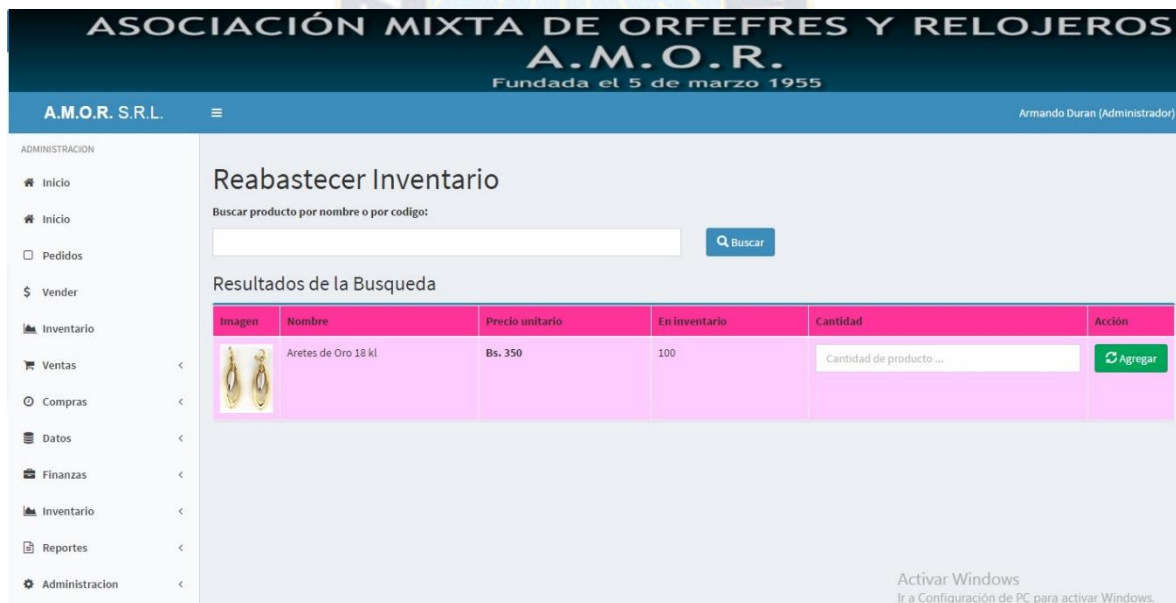 ASOCIACIÓN MIXTA DE ORFEFRES Y RELOJEROS
A.M.O.R.
Fundada el 5 de marzo 1955
A.M.O.R. S.R.L.
Armando Duran (Administrador)
ADMINISTRACION
Inicio
Inicio
Pedidos
$ Vender
Inventario
Ventas
Compras
Datos
Finanzas
Inventario
Reportes
Administracion
Reabastecer Inventario
Buscar producto por nombre o por codigo:
Buscar
Resultados de la Busqueda
Imagen Nombre Precio unitario En inventario Cantidad Acción
Aretes de Oro 18 kl Bs. 350 100 Cantidad de producto ... Agregar
Activar Windows
Ir a Configuración de PC para activar Windows.